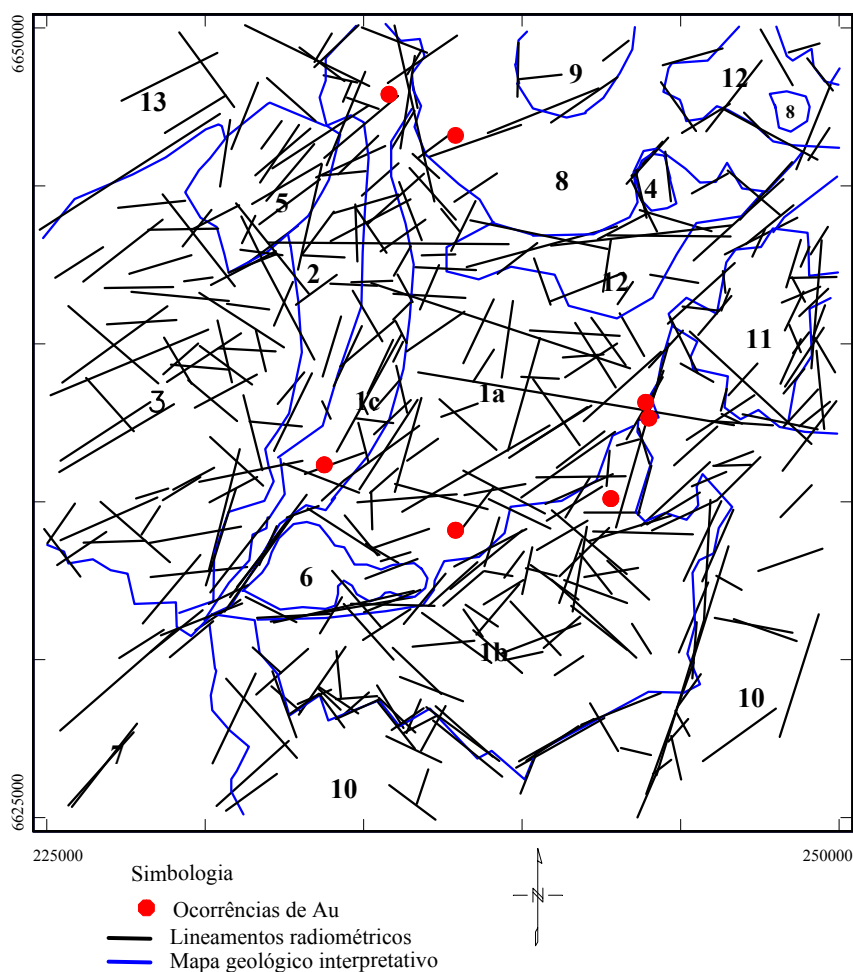 6650000
9
12
13
8
8
4
5
2
12
11
3
1c
1a
6
1b
10
7
10
6625000
225000
250000
Simbologia
N
Ocorrências de Au
Lineamentos radiométricos
Mapa geológico interpretativo